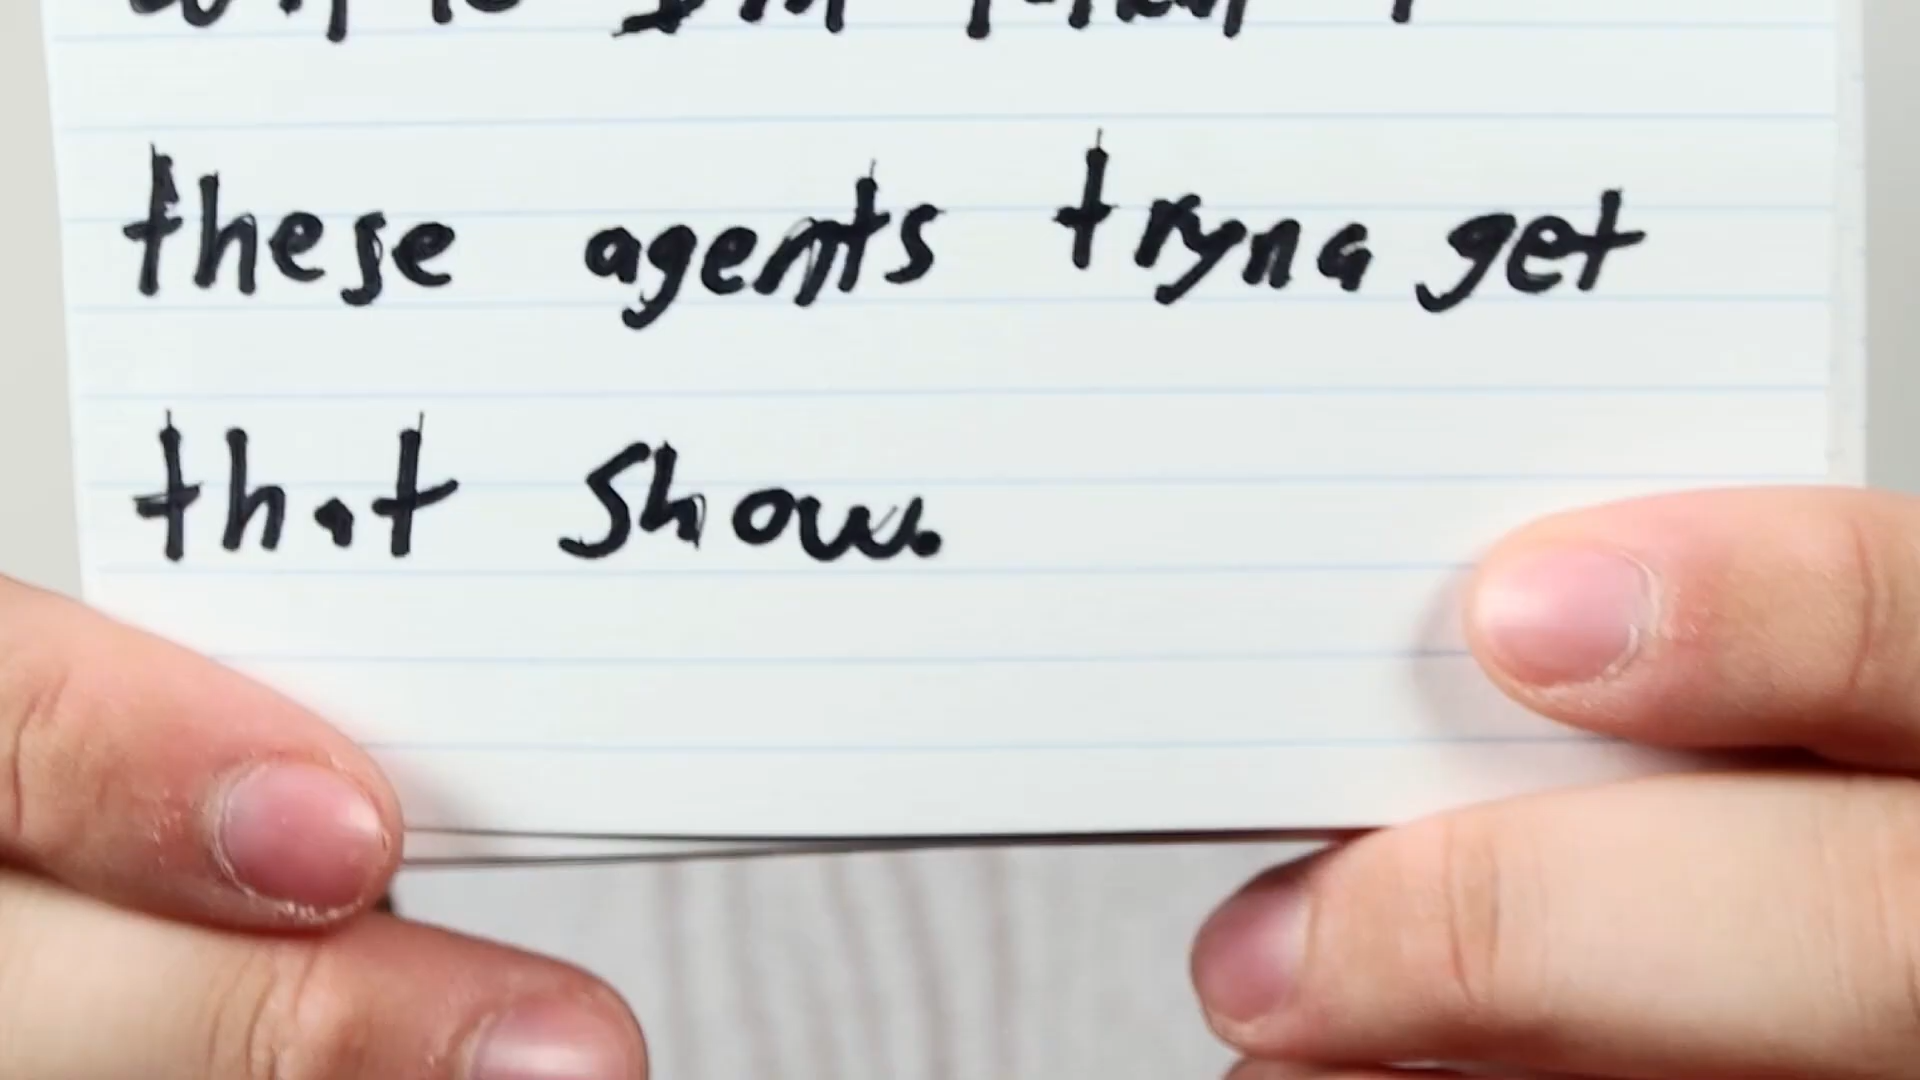 these agents tryna get
that show.